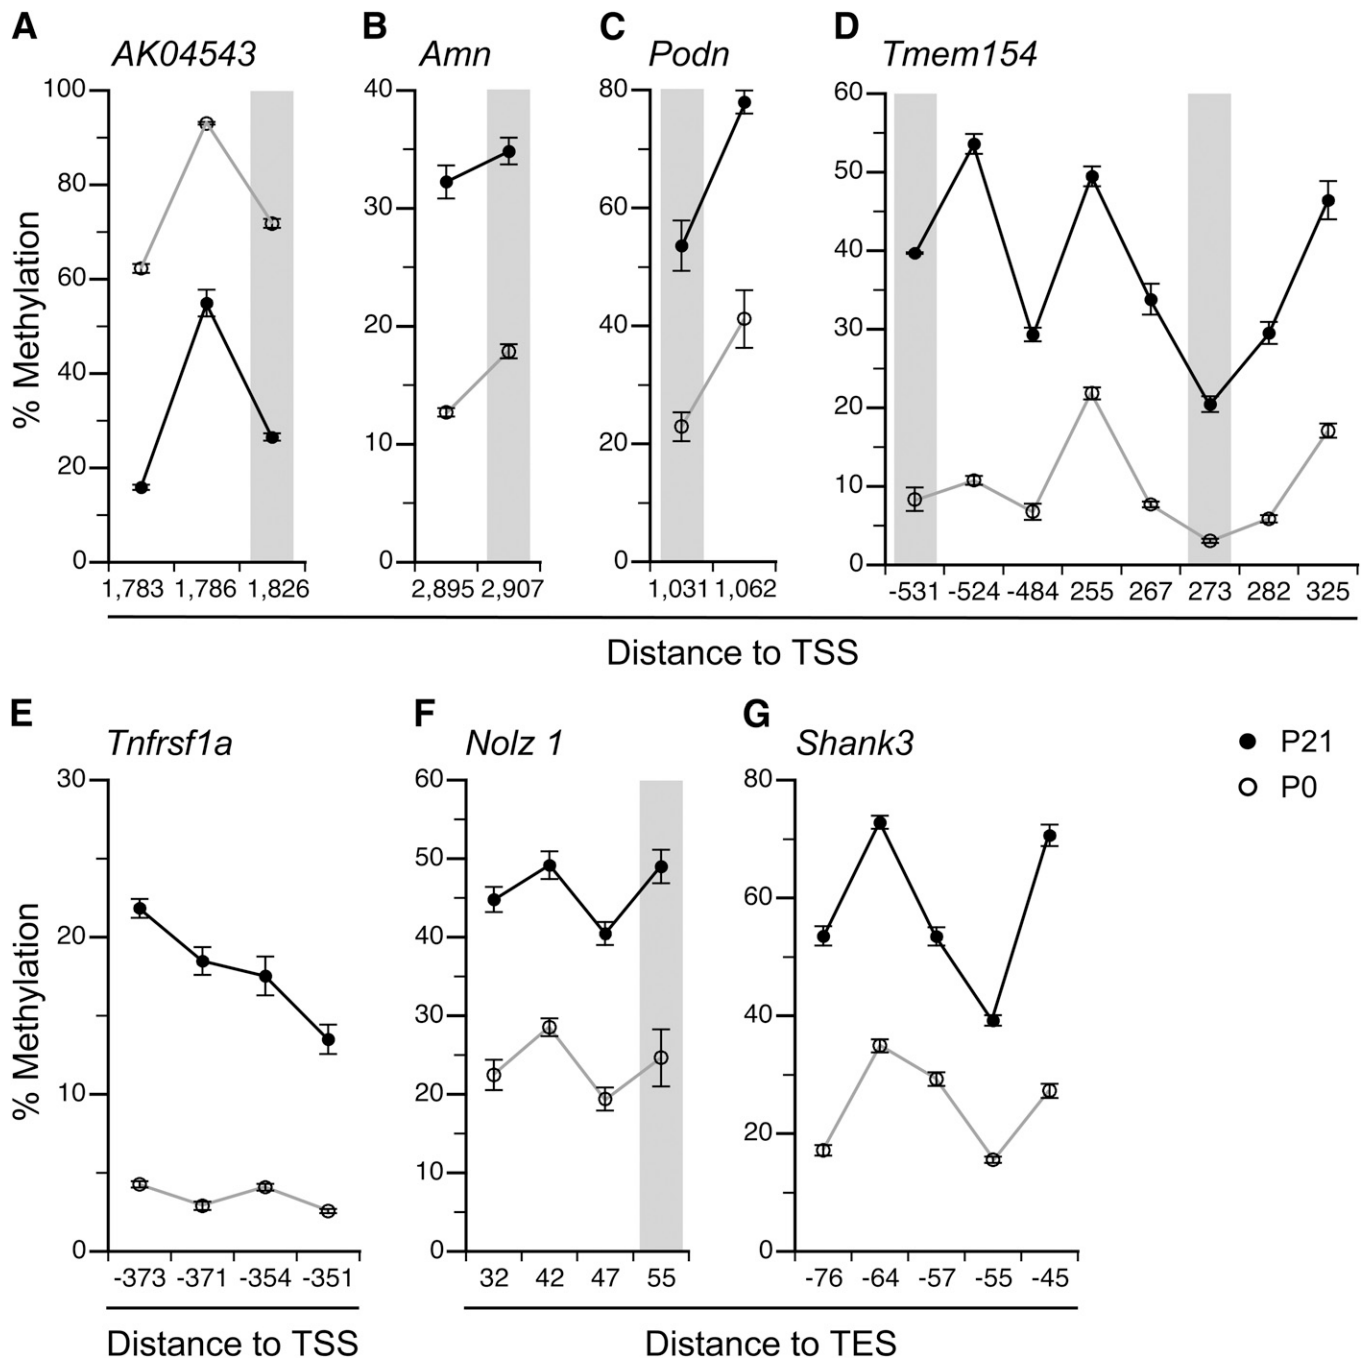 A B C D
AK04543 Amn Podn Tmem154
100 80 60 40 20 0
% Methylation
40 30 20 10 0
80 60 40 20 0
60 50 40 30 20 10 0
1,783 1,786 1,826 2,895 2,907 1,031 1,062 -531 -524 -484 255 267 273 282 325
Distance to TSS
E F G
Tnfrsf1a Nolz 1 Shank3
P21
P0
30 20 10 0
% Methylation
60 50 40 30 20 10 0
80 60 40 20 0
-373 -371 -354 -351 32 42 47 55 -76 -64 -57 -55 -45
Distance to TSS Distance to TES